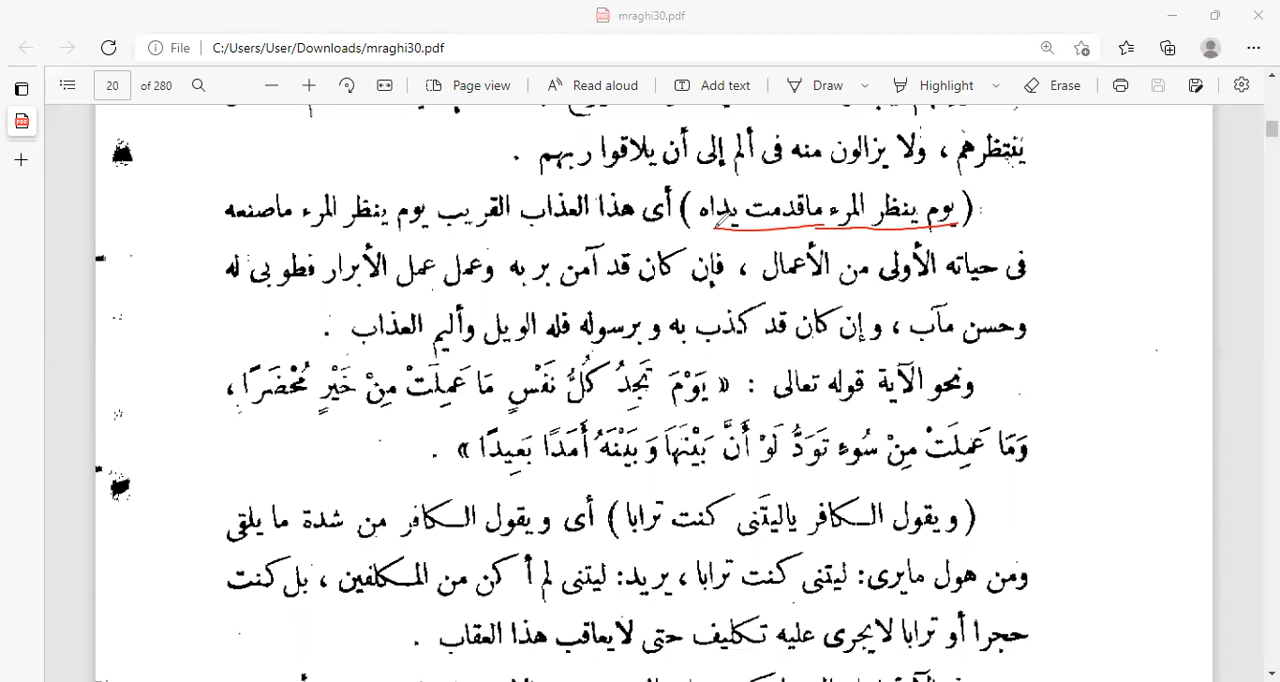 mraghi30.pdf
File C:/Users/User/Downloads/mraghi30.pdf
20 of 280 Page view Read aloud Add text Draw Highlight Erase
ينتظرهم ، ولا يزالون منه فى ألم إلى أن يلاقوا ربهم .
( يوم ينظر المرء ماقدمت يداه ) أى هذا العذاب القريب يوم ينظر المرء ماصنعه
فى حياته الأولى من الأعمال ، فإن كان قد آمن بربه وعمل عمل الأبرار فطوبى له
وحسن مآب ، وإن كان قد كذب به وبرسوله فله الويل وأليم العذاب .
ونحو الآية قوله تعالى : « يَوْمَ تَجِدُ كُلُّ نَفْسٍ مَا عَمِلَتْ مِنْ خَيْرٍ مُحْضَرًا ،
وَمَا عَمِلَتْ مِنْ سُوءٍ تَوَدُّ لَوْ أَنَّ بَيْنَهَا وَبَيْنَهُ أَمَدًا بَعِيدًا » .
( ويقول الكافر ياليتَنى كنت ترابا ) أى ويقول الكافر من شدة ما يلقى
ومن هول مايرى: ليتنى كنت ترابا ، يريد: ليتنى لم أكن من المكلفين ، بل كنت
حجرا أو ترابا لايجرى عليه تكليف حتى لايعاقب هذا العقاب .